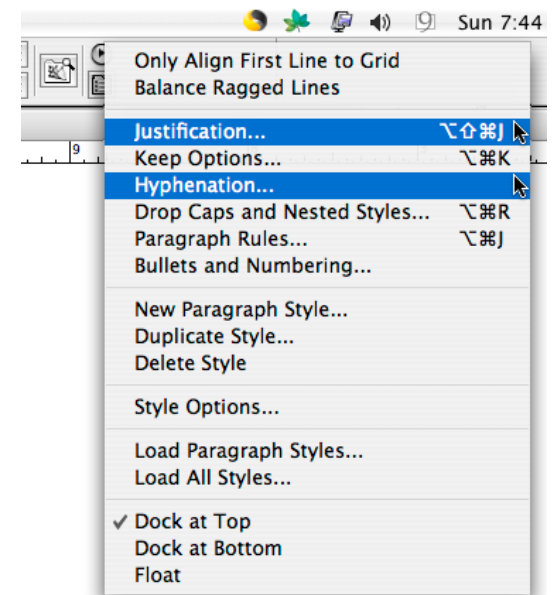 Sun 7:44
Only Align First Line to Grid
Balance Ragged Lines
9
Justification... ⌥⇧⌘J
Keep Options... ⌥⌘K
Hyphenation...
Drop Caps and Nested Styles... ⌥⌘R
Paragraph Rules... ⌥⌘J
Bullets and Numbering...
New Paragraph Style...
Duplicate Style...
Delete Style
Style Options...
Load Paragraph Styles...
Load All Styles...
✓ Dock at Top
Dock at Bottom
Float